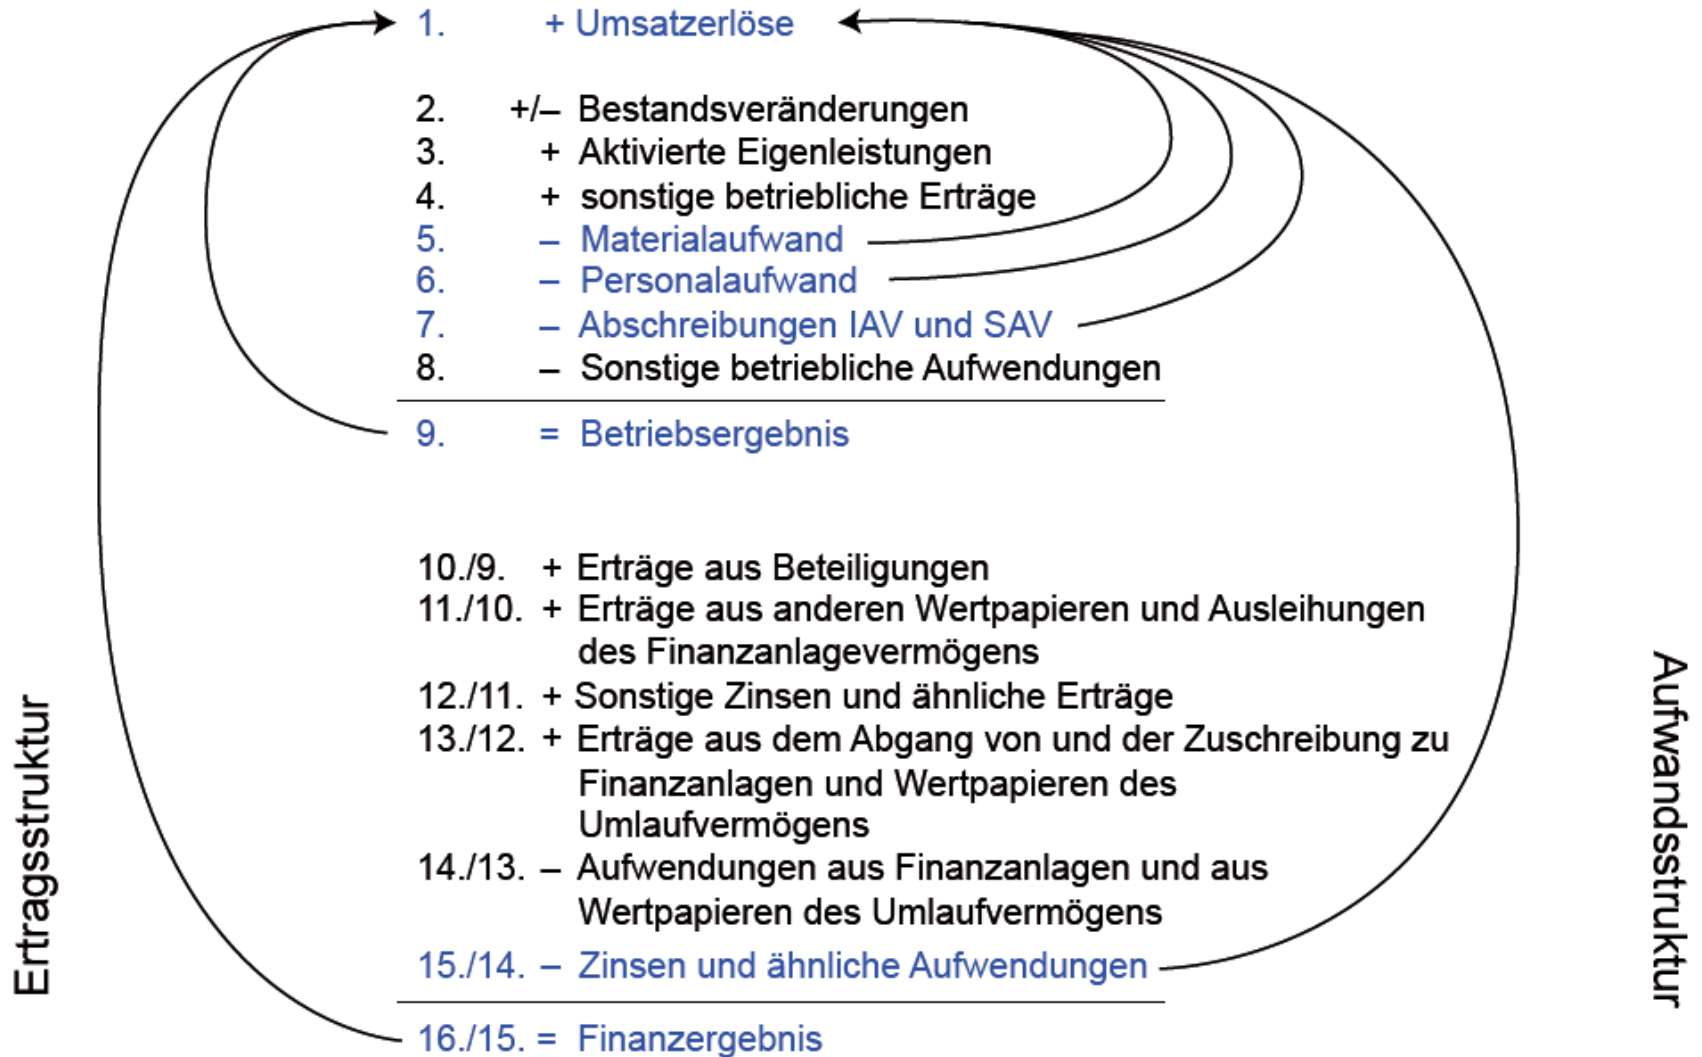 1. + Umsatzerlöse
2. +/– Bestandsveränderungen
3. + Aktivierte Eigenleistungen
4. + sonstige betriebliche Erträge
5. – Materialaufwand
6. – Personalaufwand
7. – Abschreibungen IAV und SAV
8. – Sonstige betriebliche Aufwendungen
9. = Betriebsergebnis
10./9. + Erträge aus Beteiligungen
11./10. + Erträge aus anderen Wertpapieren und Ausleihungen
des Finanzanlagevermögens
12./11. + Sonstige Zinsen und ähnliche Erträge
13./12. + Erträge aus dem Abgang von und der Zuschreibung zu
Finanzanlagen und Wertpapieren des
Umlaufvermögens
14./13. – Aufwendungen aus Finanzanlagen und aus
Wertpapieren des Umlaufvermögens
15./14. – Zinsen und ähnliche Aufwendungen
16./15. = Finanzergebnis
Ertragsstruktur
Aufwandsstruktur